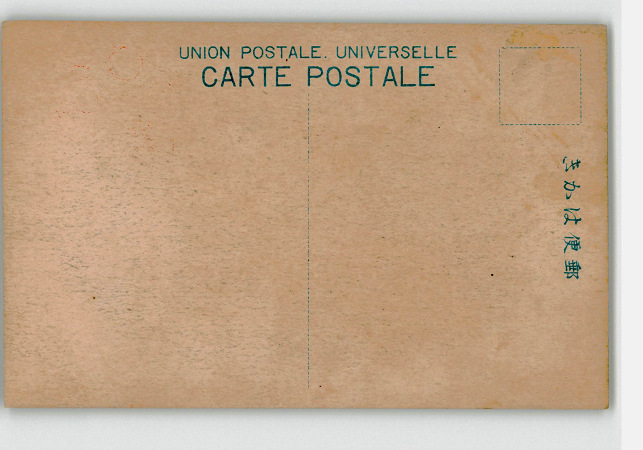 UNION POSTALE. UNIVERSELLE
CARTE POSTALE
きかは便郵